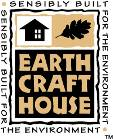 SENSIBLY BUILT
FOR THE ENVIRONMENT.
EARTH
CRAFT
HOUSE
SENSIBLY BUILT
FOR THE ENVIRONMENT.
TM